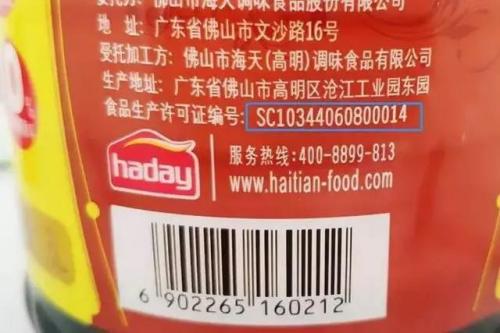 委托方：佛山市海天调味食品股份有限公司
地 址：广东省佛山市文沙路16号
受托加工方：佛山市海天（高明）调味食品有限公司
生产地址：广东省佛山市高明区沧江工业园东园
食品生产许可证编号：SC10344060800014
haday
服务热线：400-8899-813
www.haitian-food.com
6 902265 160212